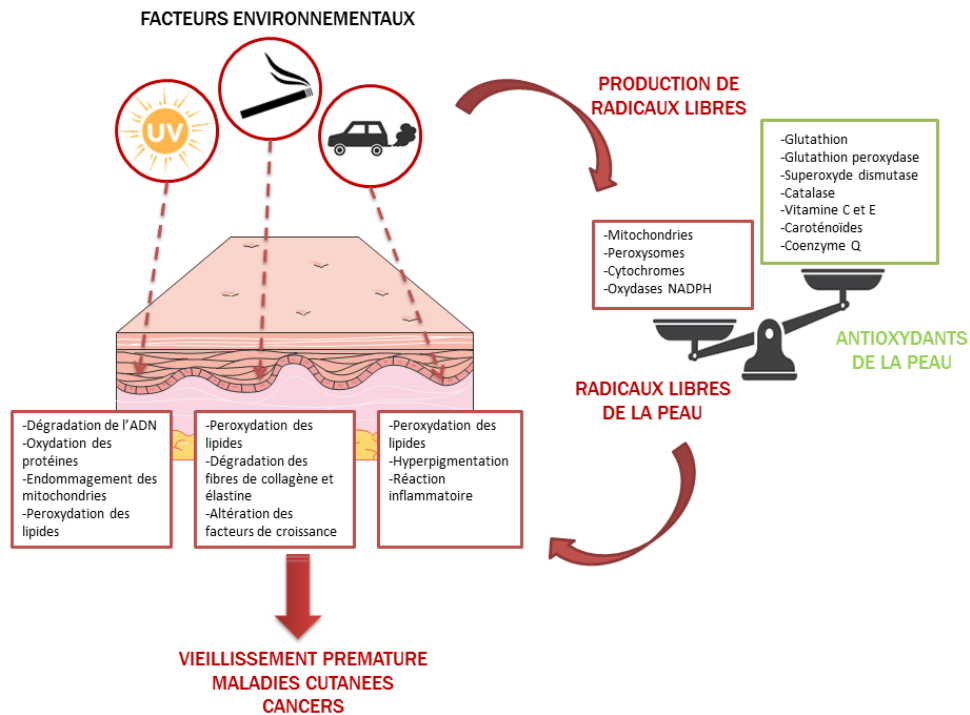 FACTEURS ENVIRONNEMENTAUX
UV
PRODUCTION DE
RADICAUX LIBRES
-Glutathion
-Glutathion peroxydase
-Superoxyde dismutase
-Catalase
-Vitamine C et E
-Caroténoïdes
-Coenzyme Q
-Mitochondries
-Peroxysomes
-Cytochromes
-Oxydases NADPH
ANTIOXYDANTS
DE LA PEAU
RADICAUX LIBRES
DE LA PEAU
-Dégradation de l’ADN
-Oxydation des
protéines
-Endommagement des
mitochondries
-Peroxydation des
lipides
-Peroxydation des
lipides
-Dégradation des
fibres de collagène et
élastine
-Altération des
facteurs de croissance
-Peroxydation des
lipides
-Hyperpigmentation
-Réaction
inflammatoire
VIEILLISSEMENT PREMATURE
MALADIES CUTANEES
CANCERS